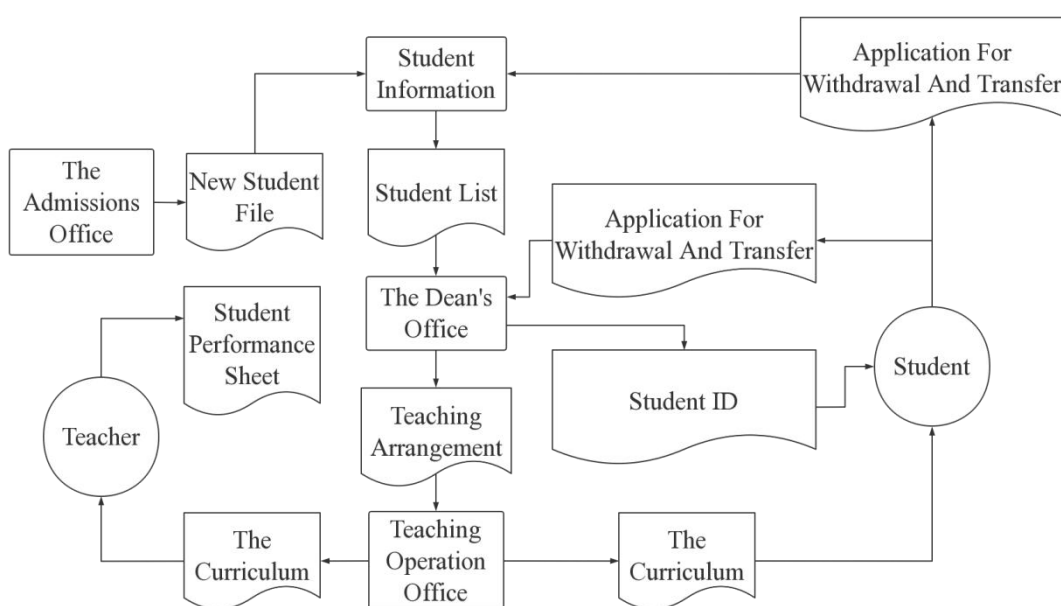 Student
Information
Application For
Withdrawal And Transfer
The
Admissions
Office
New Student
File
Student List
Application For
Withdrawal And Transfer
Student
Performance
Sheet
The Dean's
Office
Student
Student ID
Teacher
Teaching
Arrangement
The
Curriculum
Teaching
Operation
Office
The
Curriculum